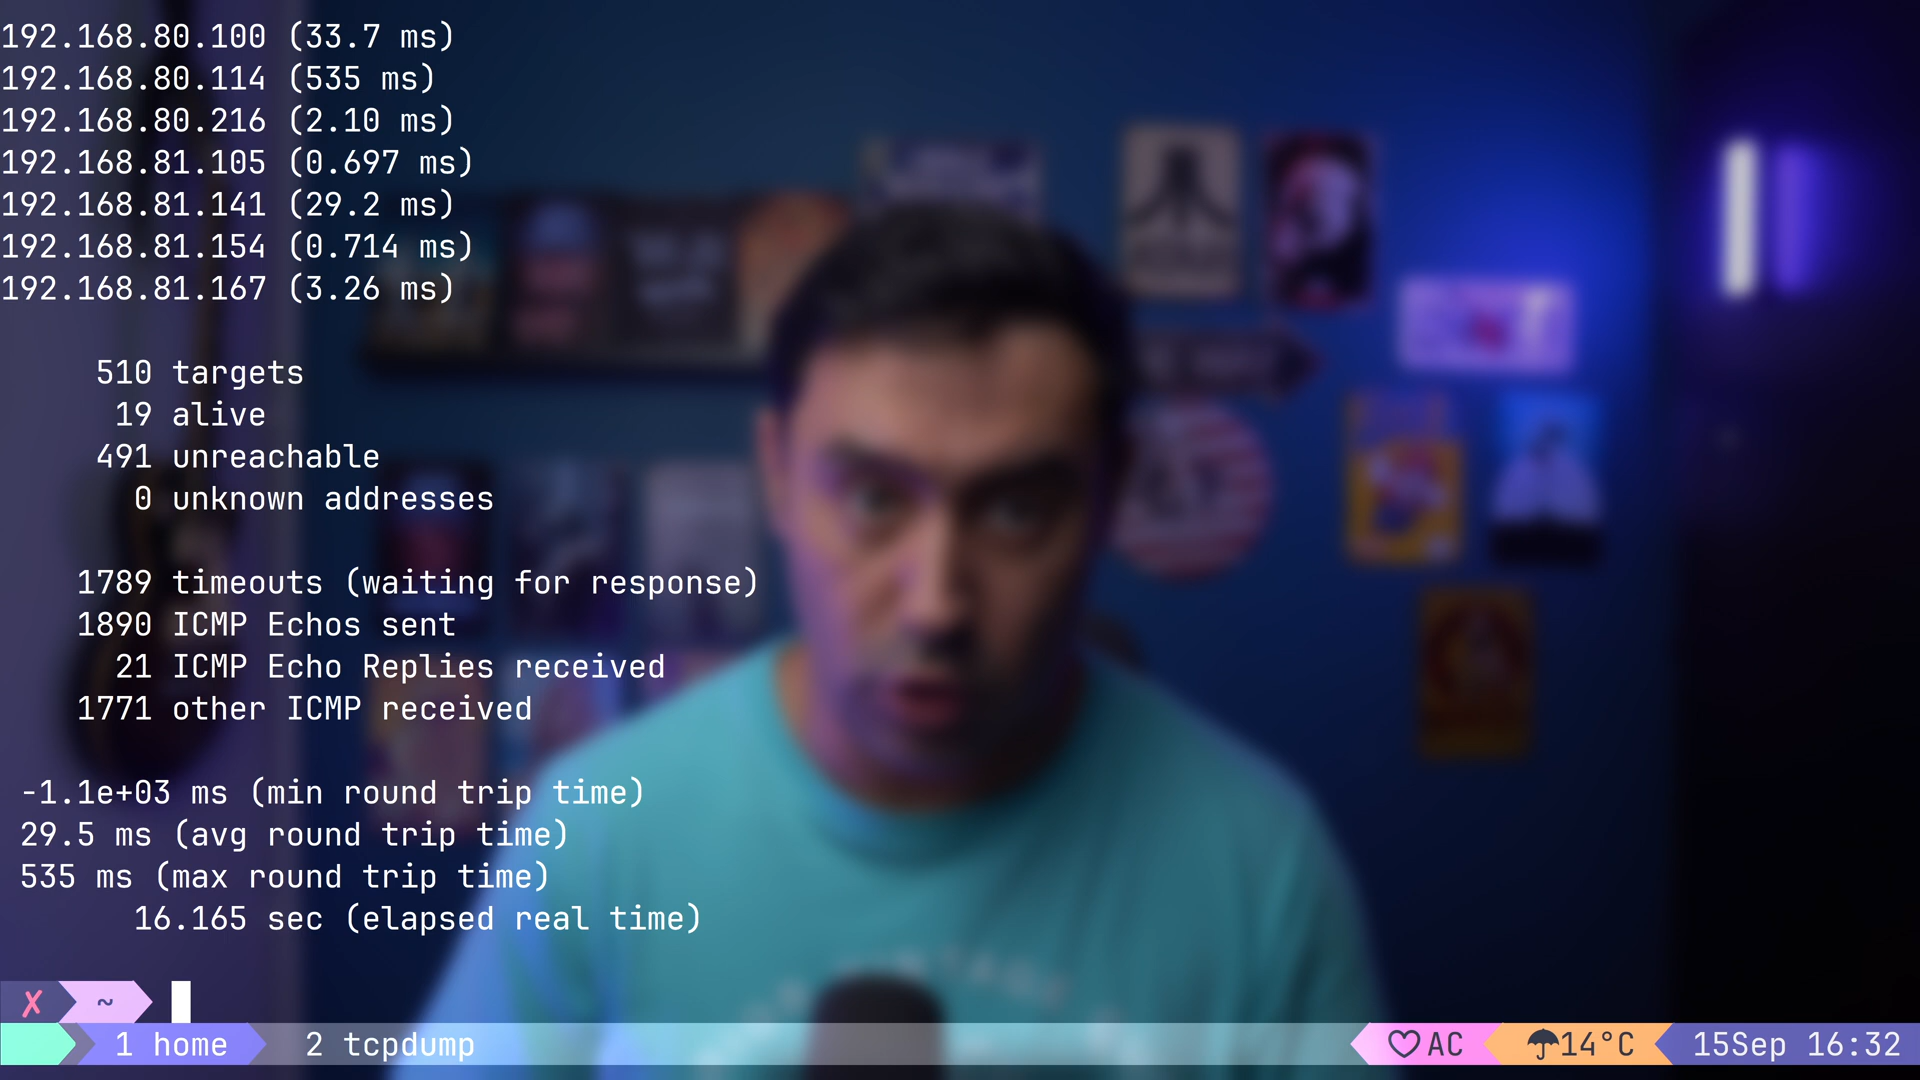 192.168.80.100 (33.7 ms)
192.168.80.114 (535 ms)
192.168.80.216 (2.10 ms)
192.168.81.105 (0.697 ms)
192.168.81.141 (29.2 ms)
192.168.81.154 (0.714 ms)
192.168.81.167 (3.26 ms)
510 targets
19 alive
491 unreachable
0 unknown addresses
1789 timeouts (waiting for response)
1890 ICMP Echos sent
21 ICMP Echo Replies received
1771 other ICMP received
-1.1e+03 ms (min round trip time)
29.5 ms (avg round trip time)
535 ms (max round trip time)
16.165 sec (elapsed real time)
✗ ~
1 home 2 tcpdump ♡AC ☂14°C 15Sep 16:32